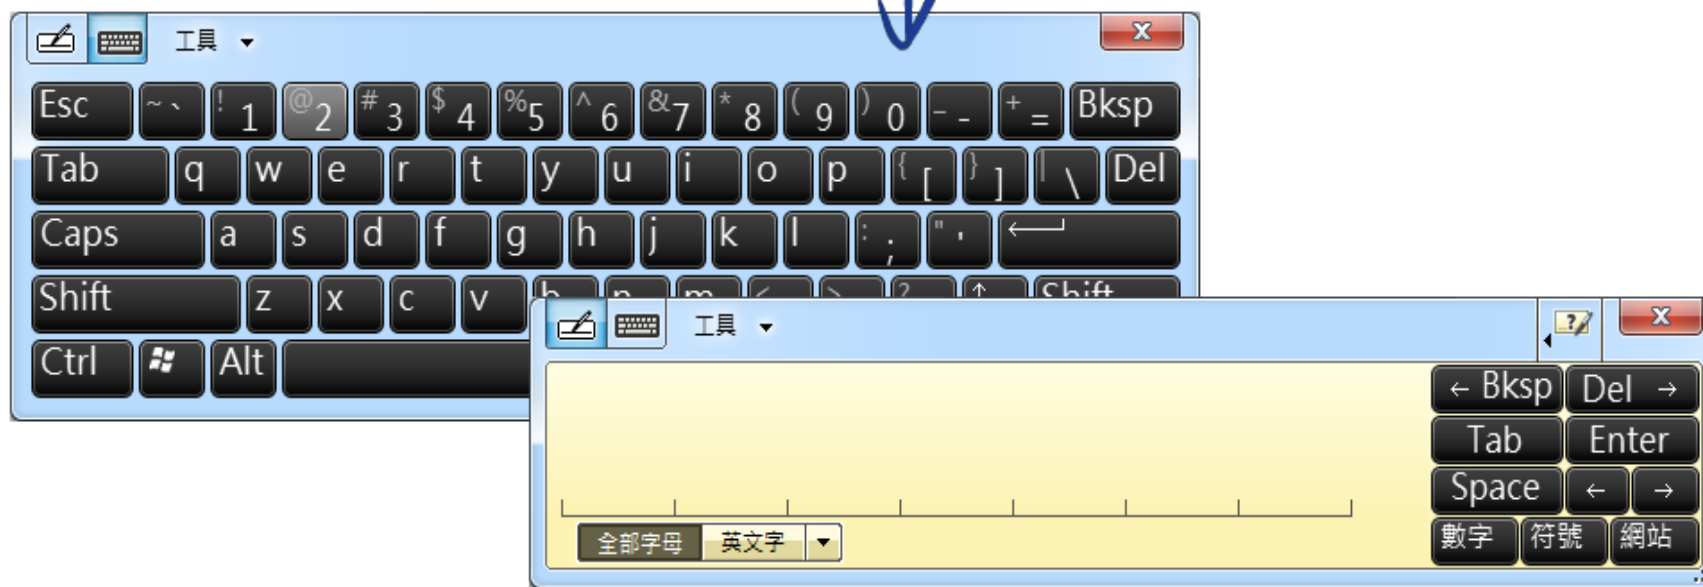 工具
Esc ~ ` ! 1 @ 2 # 3 $ 4 % 5 ^ 6 & 7 * 8 ( 9 ) 0 _ - + = Bksp
Tab q w e r t y u i o p { [ } ] | \ Del
Caps a s d f g h j k l : ; " '
Shift z x c v b n m < > ? ↑ Shift
Ctrl Alt
工具
← Bksp Del →
Tab Enter
Space ← →
全部字母 英文字
數字 符號 網站